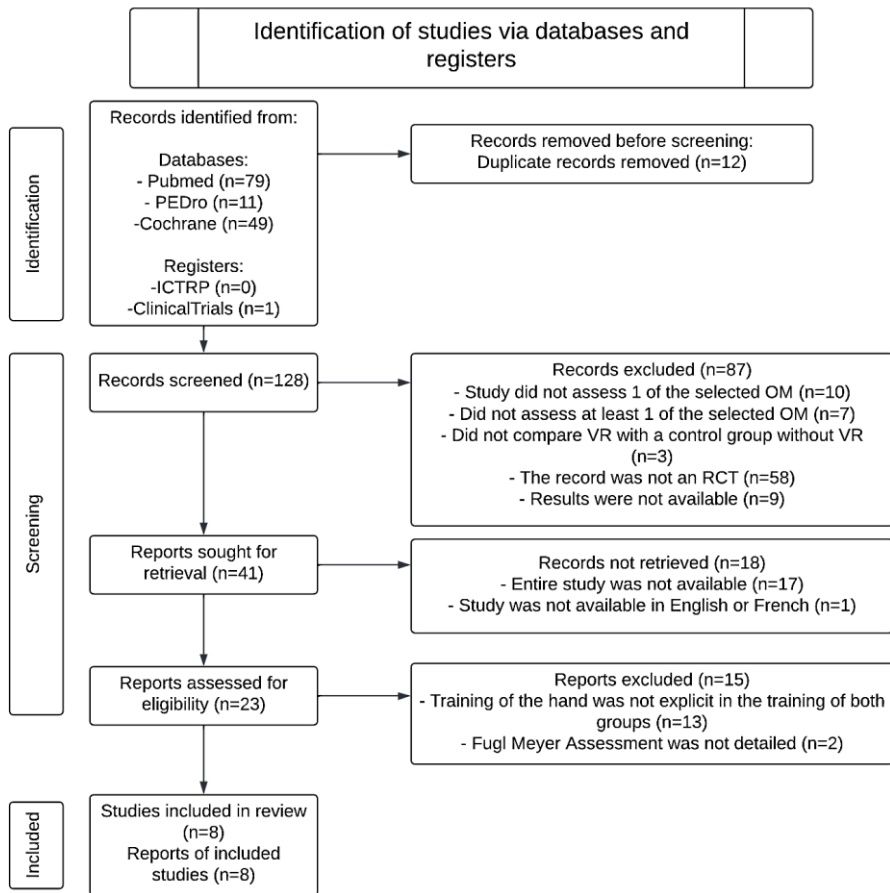 Identification of studies via databases and
registers
Identification
Records identified from:
Databases:
- Pubmed (n=79)
- PEDro (n=11)
-Cochrane (n=49)
Registers:
-ICTRP (n=0)
-ClinicalTrials (n=1)
Records removed before screening:
Duplicate records removed (n=12)
Screening
Records screened (n=128)
Records excluded (n=87)
- Study did not assess 1 of the selected OM (n=10)
- Did not assess at least 1 of the selected OM (n=7)
- Did not compare VR with a control group without VR
(n=3)
- The record was not an RCT (n=58)
- Results were not available (n=9)
Reports sought for
retrieval (n=41)
Records not retrieved (n=18)
- Entire study was not available (n=17)
- Study was not available in English or French (n=1)
Reports assessed for
eligibility (n=23)
Reports excluded (n=15)
- Training of the hand was not explicit in the training of both
groups (n=13)
- Fugl Meyer Assessment was not detailed (n=2)
Included
Studies included in review
(n=8)
Reports of included
studies (n=8)